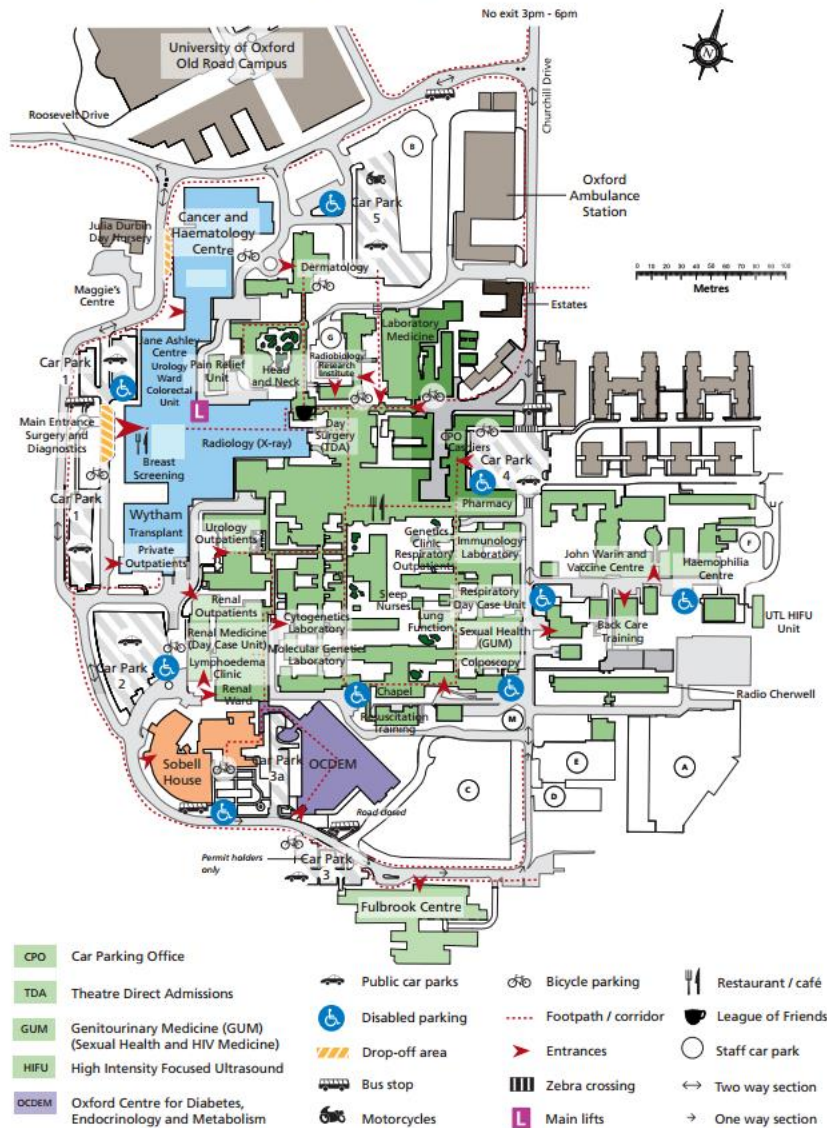 No exit 3pm - 6pm
University of Oxford
Old Road Campus
N
Roosevelt Drive
Churchill Drive
B
Car Park
5
Oxford
Ambulance
Station
Julia Durbin
Day Nursery
Cancer and
Haematology
Centre
Dermatology
0 10 20 30 40 50 60 70 80 90 100
Metres
Maggie's
Centre
Estates
Laboratory
Medicine
G
Jane Ashley
Centre
Urology
Ward
Colorectal
Unit
Pain Relief
Unit
Head
and Neck
Radiobiology
Research
Institute
Car Park
1
L
Main Entrance
Surgery and
Diagnostics
Radiology (X-ray)
Day
Surgery
(TDA)
CPO
Cashiers
Car Park
4
Breast
Screening
Car Park
1
Wytham
Transplant
Private
Outpatients
Pharmacy
Urology
Outpatients
Genetics
Clinic
Respiratory
Outpatients
Immunology
Laboratory
John Warin and
Vaccine Centre
Haemophilia
Centre
F
Renal
Outpatients
Sleep
Nurses
Respiratory
Day Case Unit
Cytogenetics
Laboratory
Lung
Function
UTL HIFU
Unit
Renal Medicine
(Day Case Unit)
Sexual Health
(GUM)
Back Care
Training
Molecular Genetics
Laboratory
Car Park
2
Lymphoedema
Clinic
Colposcopy
Renal
Ward
Chapel
Radio Cherwell
Resuscitation
Training
M
Sobell
House
Car Park
3a
OCDEM
C
E
D
A
Road closed
Permit holders
only
Car Park
3
Fulbrook Centre
CPO Car Parking Office
TDA Theatre Direct Admissions
GUM Genitourinary Medicine (GUM)
(Sexual Health and HIV Medicine)
HIFU High Intensity Focused Ultrasound
OCDEM Oxford Centre for Diabetes,
Endocrinology and Metabolism
Public car parks
Disabled parking
Drop-off area
Bus stop
Motorcycles
Bicycle parking
Footpath / corridor
Entrances
Zebra crossing
L Main lifts
Restaurant / café
League of Friends
Staff car park
Two way section
One way section